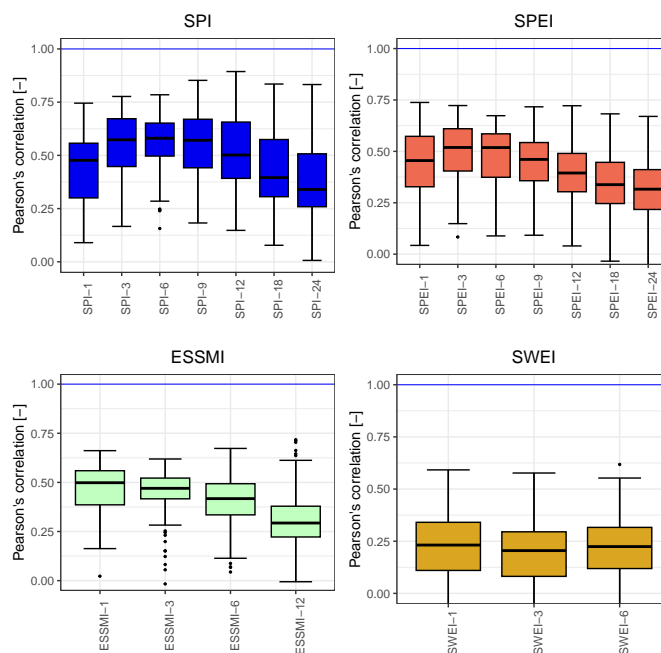 SPI
Pearson's correlation [−]
1.00
0.75
0.50
0.25
0.00
SPI−1
SPI−3
SPI−6
SPI−9
SPI−12
SPI−18
SPI−24
SPEI
Pearson's correlation [−]
1.00
0.75
0.50
0.25
0.00
SPEI−1
SPEI−3
SPEI−6
SPEI−9
SPEI−12
SPEI−18
SPEI−24
ESSMI
Pearson's correlation [−]
1.00
0.75
0.50
0.25
0.00
ESSMI−1
ESSMI−3
ESSMI−6
ESSMI−12
SWEI
Pearson's correlation [−]
1.00
0.75
0.50
0.25
0.00
SWEI−1
SWEI−3
SWEI−6